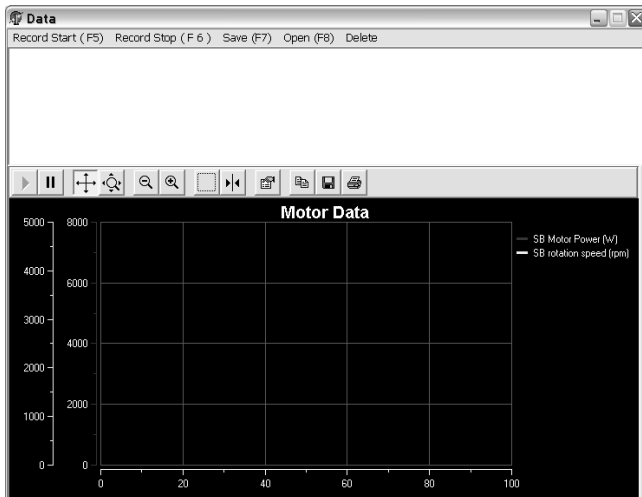 Data
Record Start ( F5) Record Stop ( F 6 ) Save (F7) Open (F8) Delete
Motor Data
5000 8000
SB Motor Power (W)
SB rotation speed (rpm)
4000
6000
3000
4000
2000
2000
1000
0 0
0 20 40 60 80 100